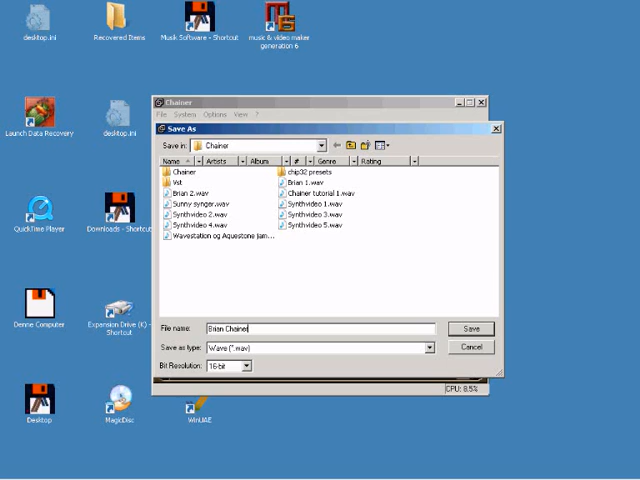 desktop.ini
Recovered Items
Musik Software - Shortcut
music & video maker
generation 6
Launch Data Recovery
desktop.ini
QuickTime Player
Downloads - Shortcut
Denne Computer
Expansion Drive (K) -
Shortcut
Desktop
MagicDisc
WinUAE
Chainer
File System Options View ?
Save As
Save in: Chainer
Name Artists Album # Genre Rating
Chainer
chip32 presets
Vst
Brian 1.wav
Brian 2.wav
Chainer tutorial 1.wav
Sunny synger.wav
Synthvideo 1.wav
Synthvideo 2.wav
Synthvideo 3.wav
Synthvideo 4.wav
Synthvideo 5.wav
Wavestation og Aquestone jam...
File name: Brian Chainer Save
Save as type: Wave (*.wav) Cancel
Bit Resolution: 16-bit
CPU: 8.5%